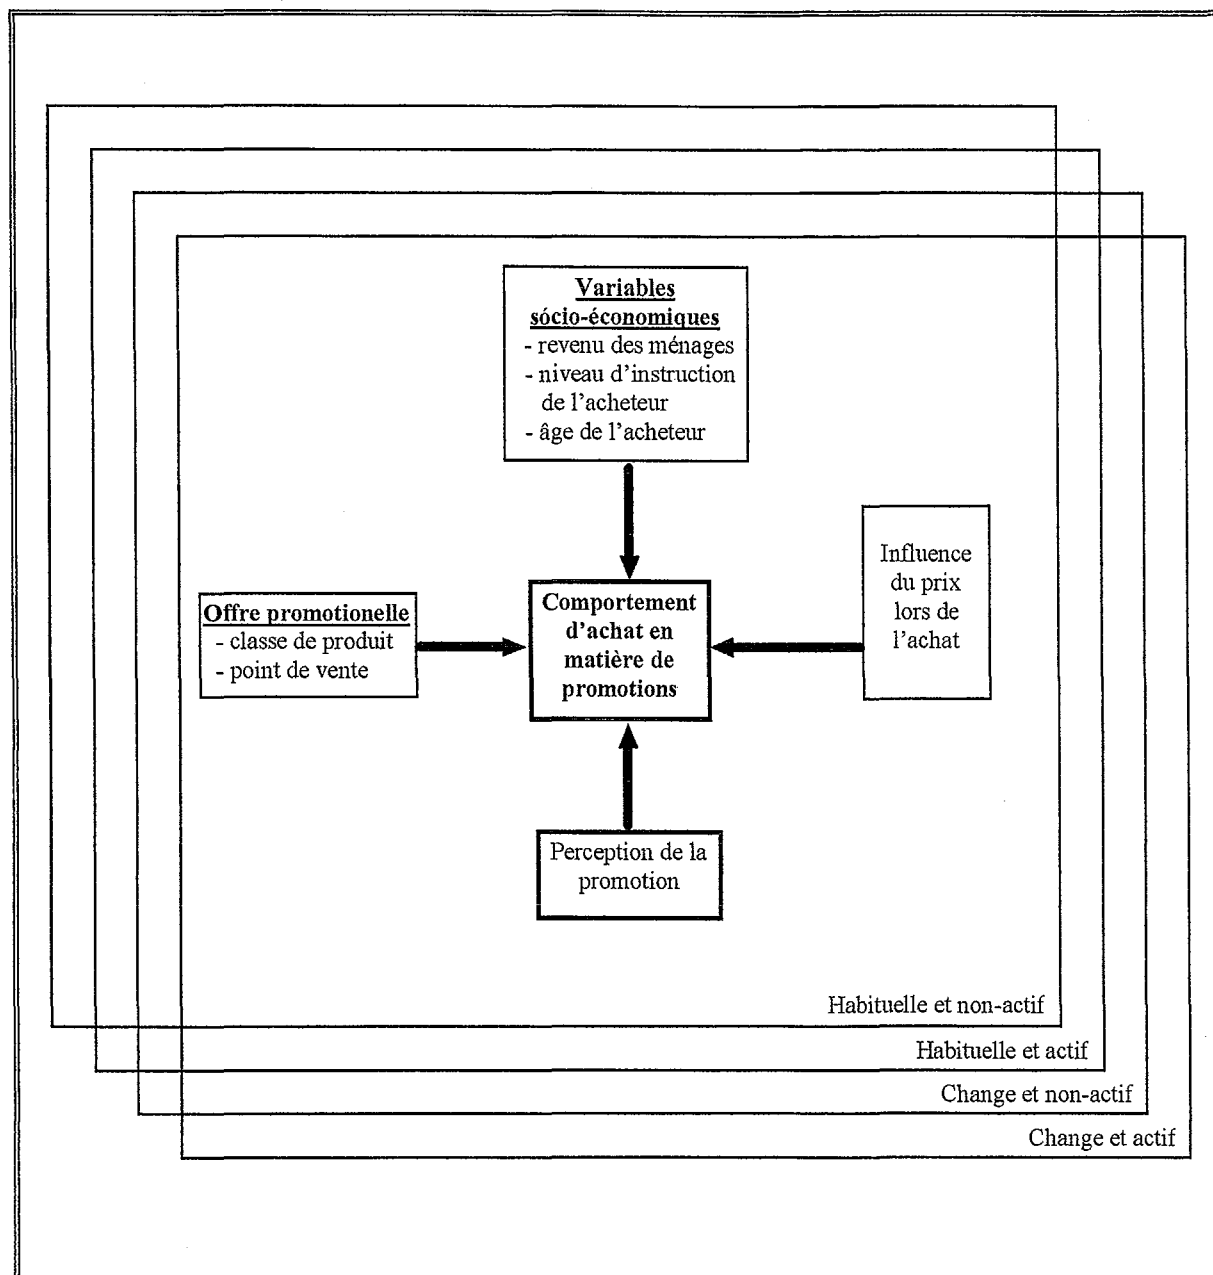 Variables
sócio-économiques
- revenu des ménages
- niveau d'instruction
de l'acheteur
- âge de l'acheteur
Influence
du prix
lors de
l'achat
Offre promotionelle
- classe de produit
- point de vente
Comportement
d'achat en
matière de
promotions
Perception de la
promotion
Habituelle et non-actif
Habituelle et actif
Change et non-actif
Change et actif